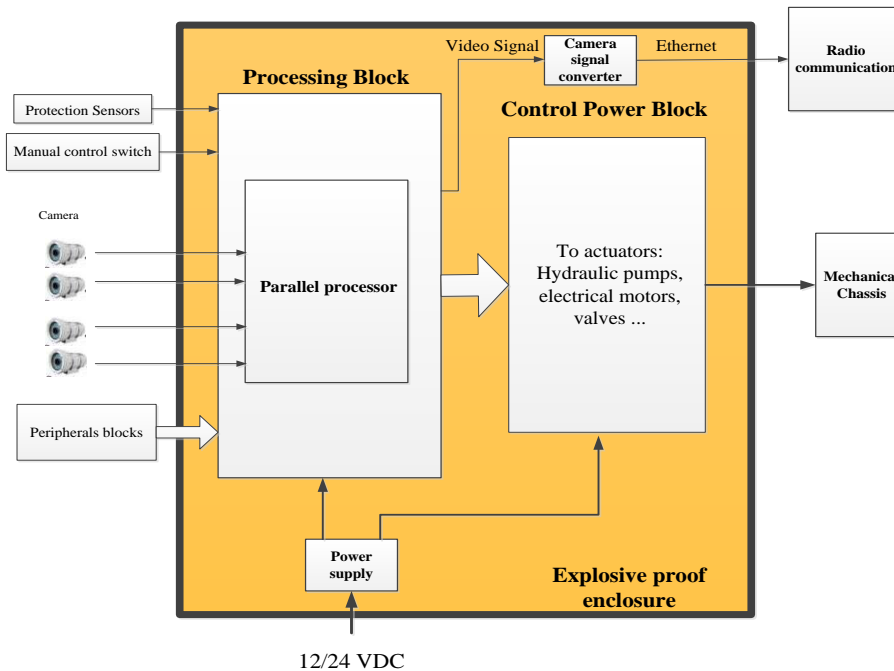 Video Signal
Camera
signal
converter
Ethernet
Radio
communication
Processing Block
Control Power Block
Protection Sensors
Manual control switch
Camera
Parallel processor
To actuators:
Hydraulic pumps,
electrical motors,
valves ...
Mechanical
Chassis
Peripherals blocks
Power
supply
Explosive proof
enclosure
12/24 VDC